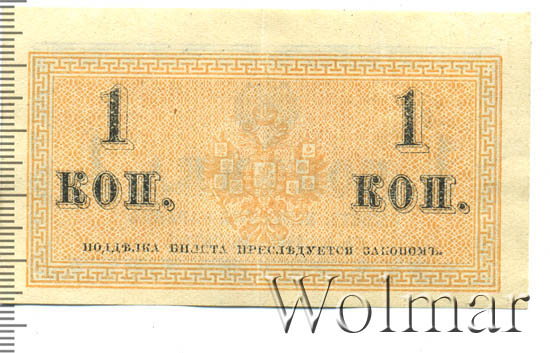 1 1
КОП. КОП.
ПОДДѢЛКА БИЛЕТА ПРЕСЛѢДУЕТСЯ ЗАКОНОМЪ.
Wolmar